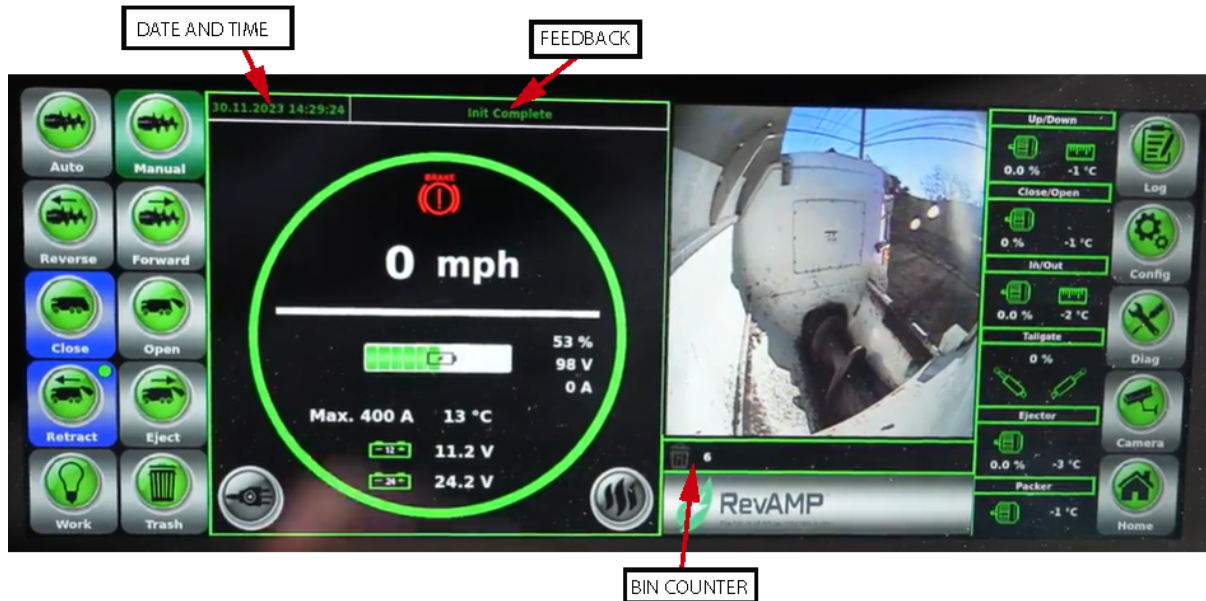 DATE AND TIME
FEEDBACK
30.11.2023 14:29:24
Init Complete
Auto
Manual
Reverse
Forward
Close
Open
Retract
Eject
Work
Trash
BRAKE
0 mph
53 %
98 V
0 A
Max. 400 A 13 °C
12 11.2 V
24 24.2 V
6
RevAMP
Up/Down
0.0 % -1 °C
Close/Open
0 % -1 °C
In/Out
0.0 % -2 °C
Tailgate
0 %
Ejector
0.0 % -3 °C
Packer
-1 °C
Log
Config
Diag
Camera
Home
BIN COUNTER